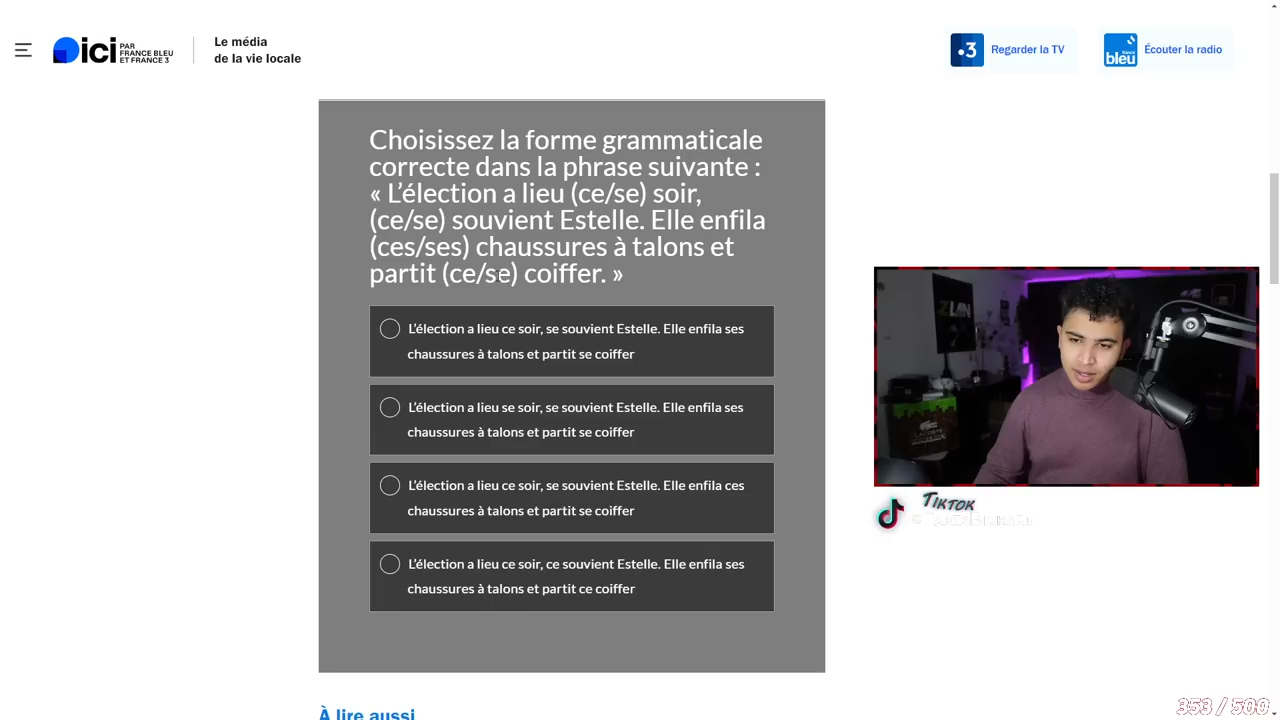 ici PAR
FRANCE BLEU
ET FRANCE 3
Le média
de la vie locale
.3 Regarder la TV
france
bleu
Écouter la radio
Choisissez la forme grammaticale
correcte dans la phrase suivante :
« L’élection a lieu (ce/se) soir,
(ce/se) souvient Estelle. Elle enfila
(ces/ses) chaussures à talons et
partit (ce/se) coiffer. »
L’élection a lieu ce soir, se souvient Estelle. Elle enfila ses
chaussures à talons et partit se coiffer
L’élection a lieu se soir, se souvient Estelle. Elle enfila ses
chaussures à talons et partit se coiffer
L’élection a lieu ce soir, se souvient Estelle. Elle enfila ces
chaussures à talons et partit se coiffer
L’élection a lieu ce soir, ce souvient Estelle. Elle enfila ses
chaussures à talons et partit ce coiffer
LACOSTE
TIKTOK
À lire aussi
353 / 500